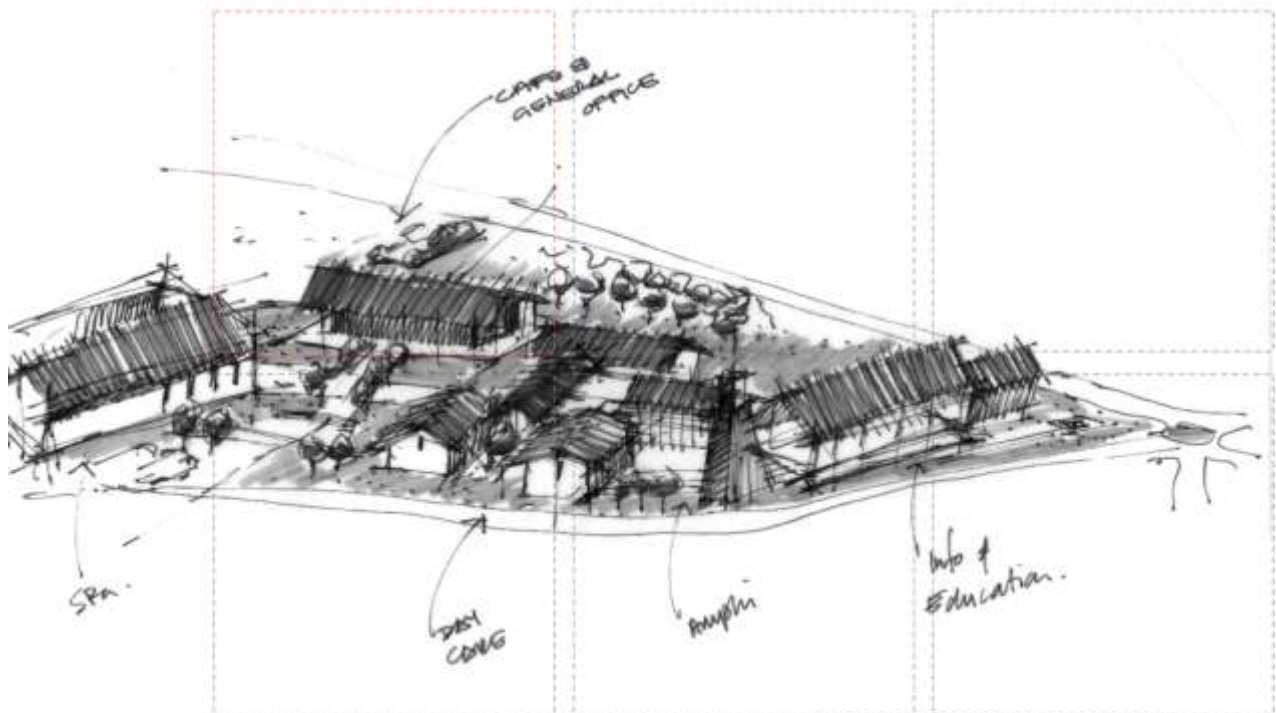 CAFE &
GENERAL
OFFICE
SPA.
DAY
CARE
Amphi
Info &
Education.